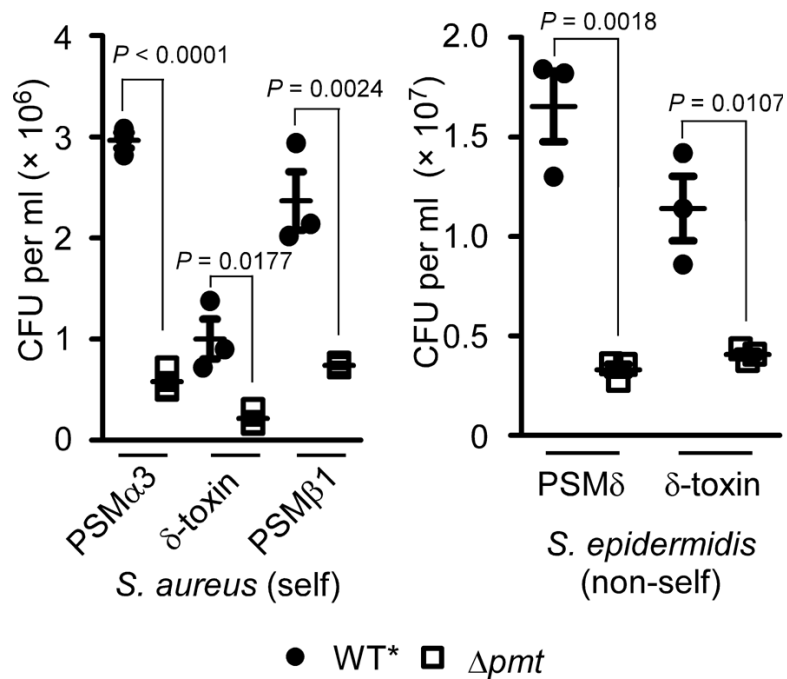 CFU per ml (× 10⁶)
4
3
2
1
0
P < 0.0001
P = 0.0024
P = 0.0177
PSMα3
δ-toxin
PSMβ1
S. aureus (self)
CFU per ml (× 10⁷)
2.0
1.5
1.0
0.5
0
P = 0.0018
P = 0.0107
PSMδ
δ-toxin
S. epidermidis
(non-self)
WT* Δpmt